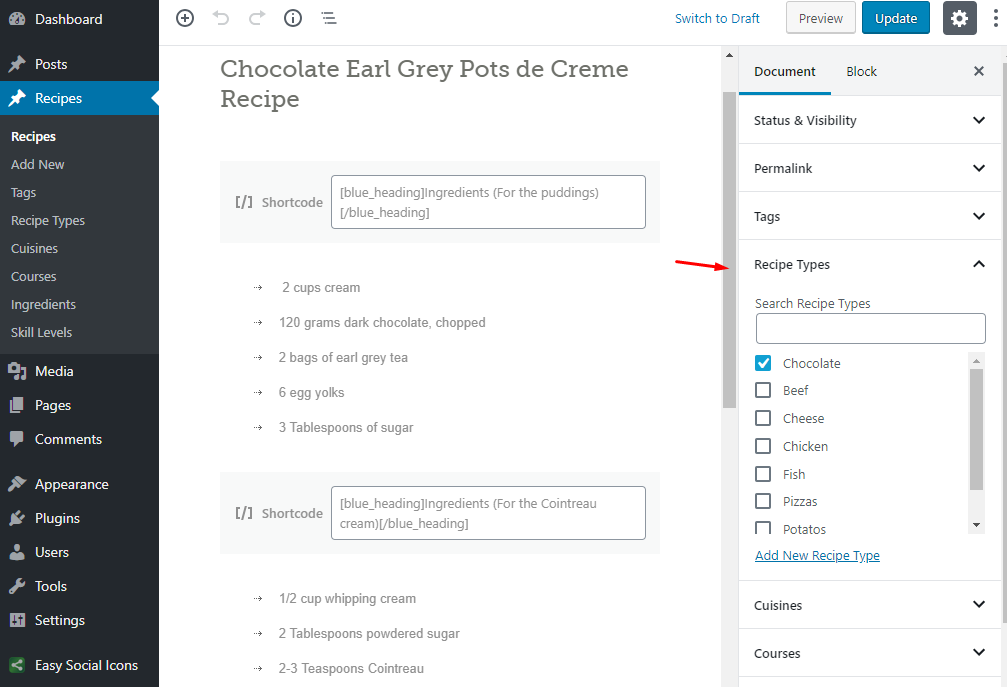 Dashboard
Posts
Recipes
Recipes
Add New
Tags
Recipe Types
Cuisines
Courses
Ingredients
Skill Levels
Media
Pages
Comments
Appearance
Plugins
Users
Tools
Settings
Easy Social Icons
Switch to Draft
Preview
Update
Chocolate Earl Grey Pots de Creme
Recipe
[/] Shortcode
[blue_heading]Ingredients (For the puddings)
[/blue_heading]
2 cups cream
120 grams dark chocolate, chopped
2 bags of earl grey tea
6 egg yolks
3 Tablespoons of sugar
[/] Shortcode
[blue_heading]Ingredients (For the Cointreau
cream)[/blue_heading]
1/2 cup whipping cream
2 Tablespoons powdered sugar
2-3 Teaspoons Cointreau
Document
Block
Status & Visibility
Permalink
Tags
Recipe Types
Search Recipe Types
Chocolate
Beef
Cheese
Chicken
Fish
Pizzas
Potatos
Add New Recipe Type
Cuisines
Courses